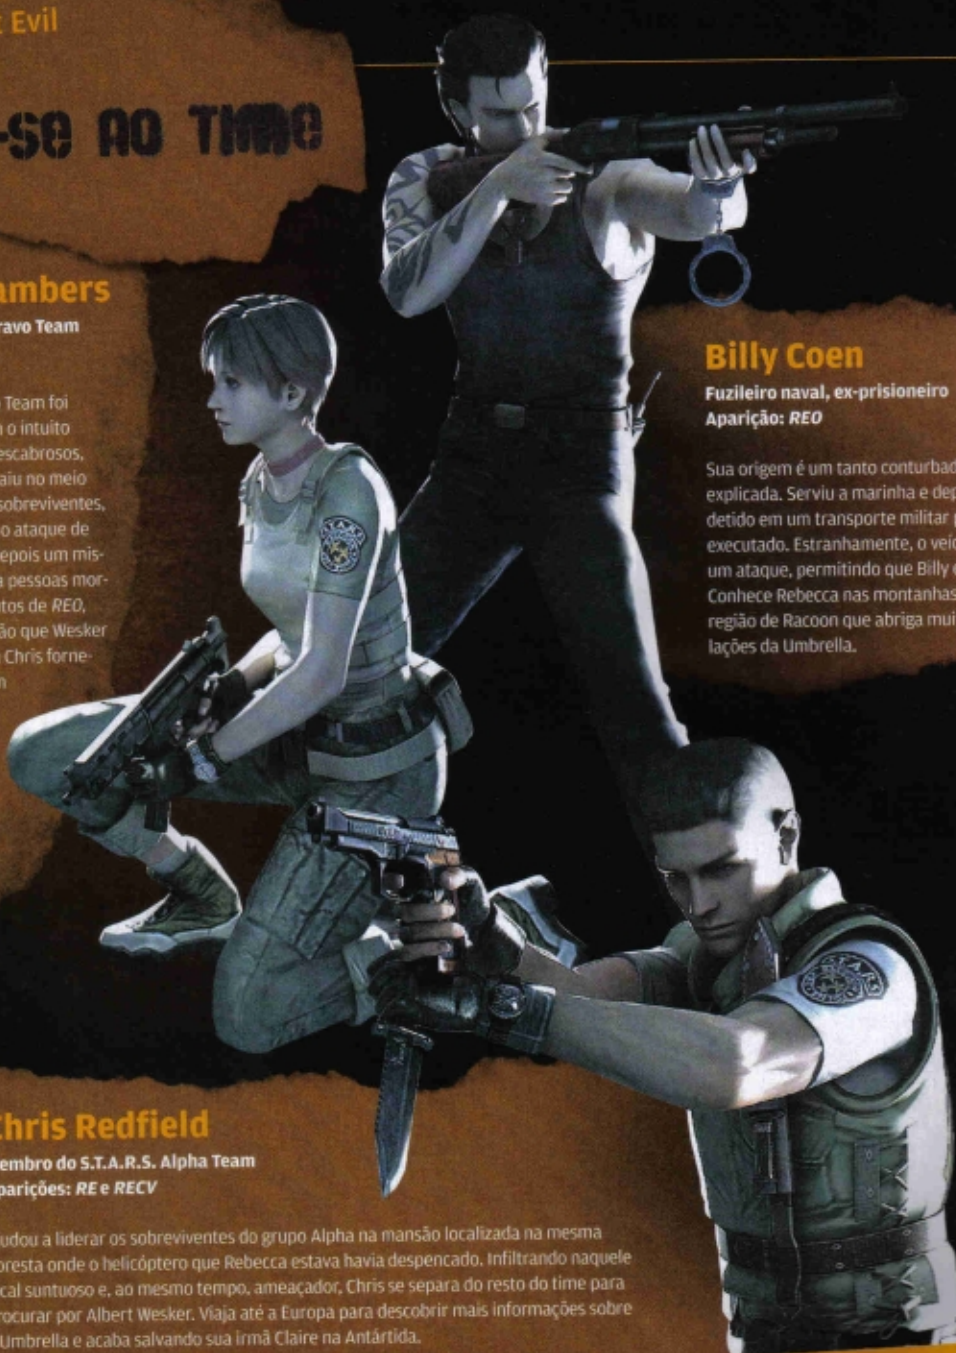 Evil
-se ao time
ambers
ravo Team
Team foi
o intuito
escabrosos,
aiu no meio
sobreviventes,
o ataque de
epois um mis-
a pessoas mor-
tos de REO,
ão que Wesker
Chris forne-
Billy Coen
Fuzileiro naval, ex-prisioneiro
Aparição: REO
Sua origem é um tanto conturbad
explicada. Serviu a marinha e dep
detido em um transporte militar p
executado. Estranhamente, o veíc
um ataque, permitindo que Billy e
Conhece Rebecca nas montanhas
região de Racoon que abriga mui
lações da Umbrella.
S.T.A.R.S.
S.T.A.R.S.
Chris Redfield
embro do S.T.A.R.S. Alpha Team
parições: RE e RECV
udou a liderar os sobreviventes do grupo Alpha na mansão localizada na mesma
oresta onde o helicóptero que Rebecca estava havia despencado. Infiltrando naquele
cal suntuoso e, ao mesmo tempo, ameaçador, Chris se separa do resto do time para
rocurar por Albert Wesker. Viaja até a Europa para descobrir mais informações sobre
Umbrella e acaba salvando sua irmã Claire na Antártida.